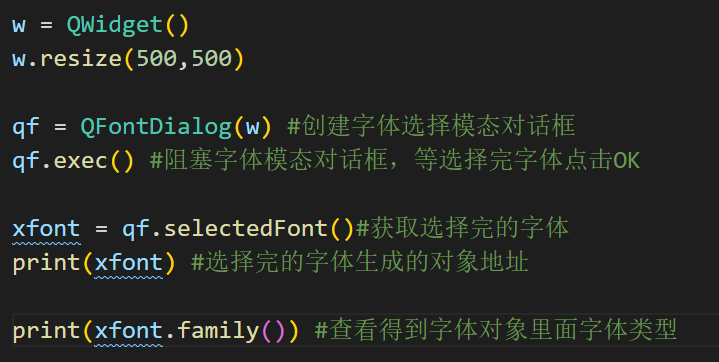 w = QWidget()
w.resize(500,500)
qf = QFontDialog(w) #创建字体选择模态对话框
qf.exec() #阻塞字体模态对话框，等选择完字体点击OK
xfont = qf.selectedFont()#获取选择完的字体
print(xfont) #选择完的字体生成的对象地址
print(xfont.family()) #查看得到字体对象里面字体类型